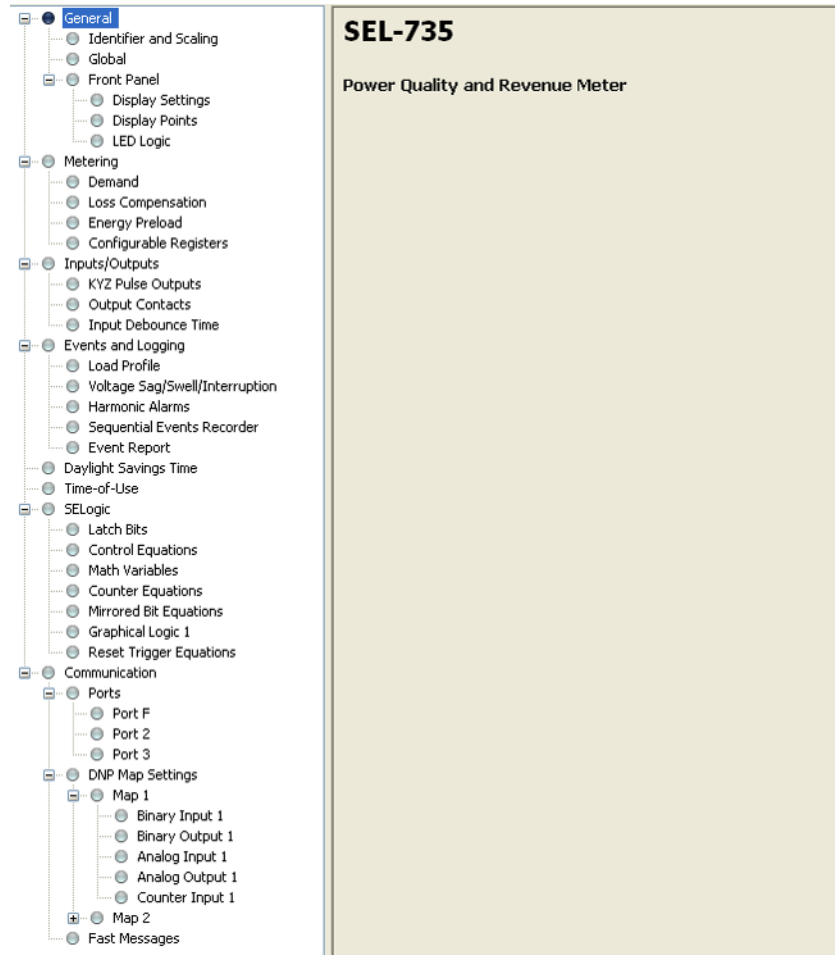 General
Identifier and Scaling
Global
Front Panel
Display Settings
Display Points
LED Logic
Metering
Demand
Loss Compensation
Energy Preload
Configurable Registers
Inputs/Outputs
KYZ Pulse Outputs
Output Contacts
Input Debounce Time
Events and Logging
Load Profile
Voltage Sag/Swell/Interruption
Harmonic Alarms
Sequential Events Recorder
Event Report
Daylight Savings Time
Time-of-Use
SELogic
Latch Bits
Control Equations
Math Variables
Counter Equations
Mirrored Bit Equations
Graphical Logic 1
Reset Trigger Equations
Communication
Ports
Port F
Port 2
Port 3
DNP Map Settings
Map 1
Binary Input 1
Binary Output 1
Analog Input 1
Analog Output 1
Counter Input 1
Map 2
Fast Messages
SEL-735
Power Quality and Revenue Meter